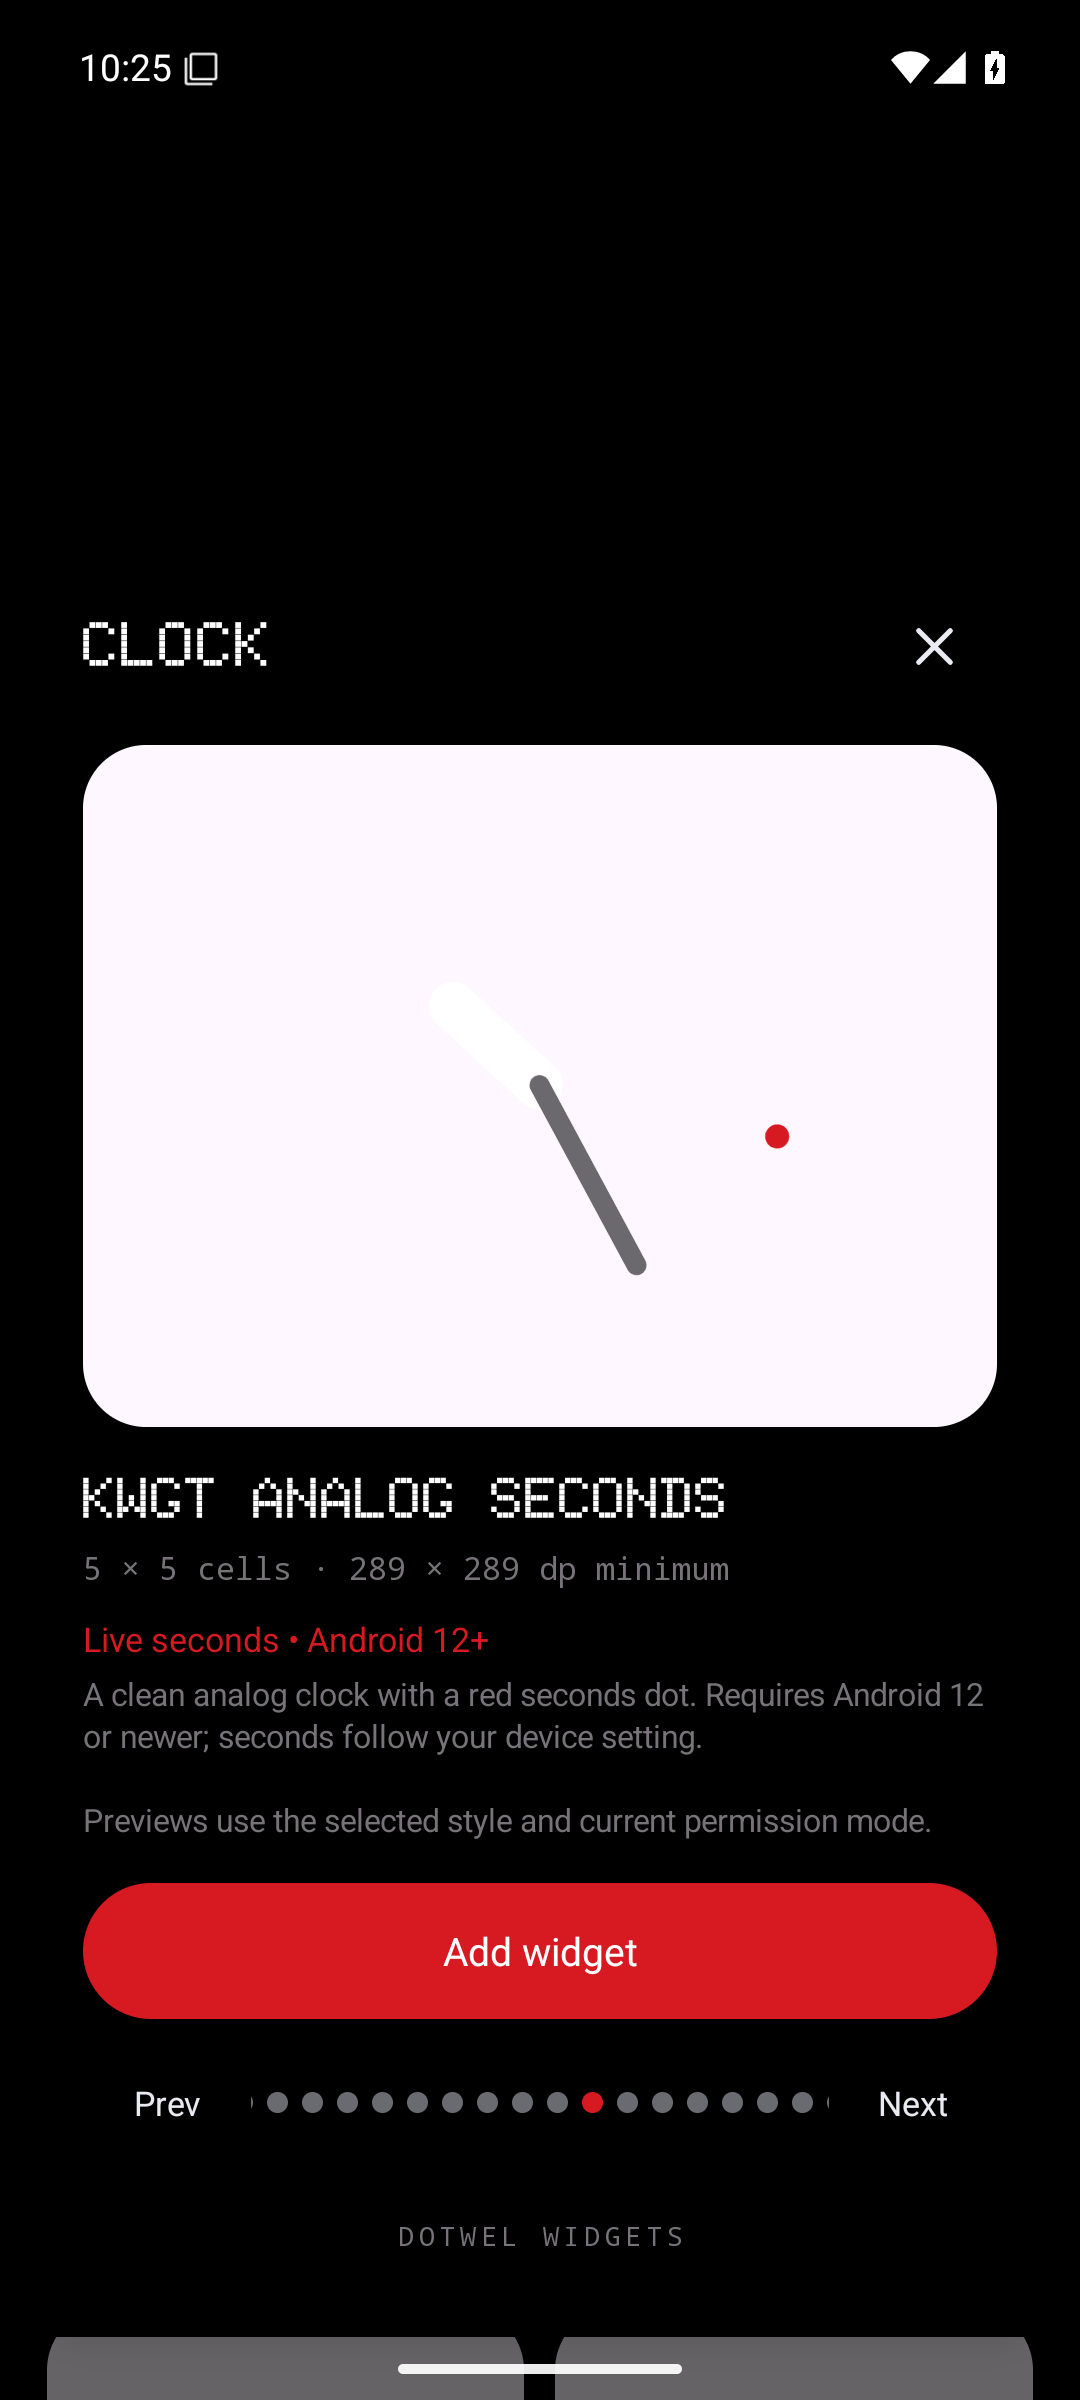 10:25
CLOCK
KWGT ANALOG SECONDS
5 × 5 cells · 289 × 289 dp minimum
Live seconds • Android 12+
A clean analog clock with a red seconds dot. Requires Android 12
or newer; seconds follow your device setting.
Previews use the selected style and current permission mode.
Add widget
Prev
Next
DOTWEL WIDGETS